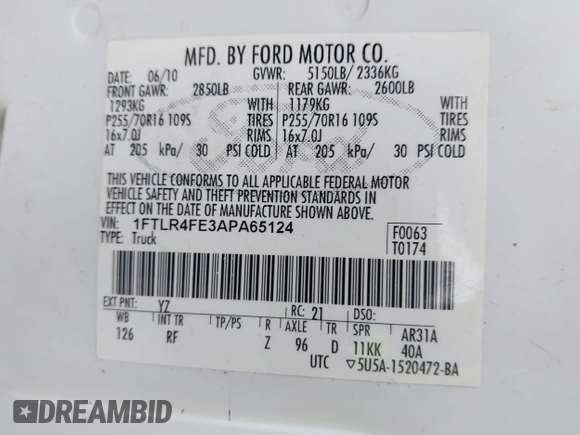 MFD. BY FORD MOTOR CO.
DATE: 06/10 GVWR: 5150LB/ 2336KG
FRONT GAWR: 2850LB REAR GAWR: 2600LB
1293KG WITH 1179KG WITH
P255/70R16 109S TIRES P255/70R16 109S TIRES
16x7.0J RIMS 16x7.0J RIMS
AT 205 kPa/ 30 PSI COLD AT 205 kPa/ 30 PSI COLD
THIS VEHICLE CONFORMS TO ALL APPLICABLE FEDERAL MOTOR
VEHICLE SAFETY AND THEFT PREVENTION STANDARDS IN
EFFECT ON THE DATE OF MANUFACTURE SHOWN ABOVE.
VIN: 1FTLR4FE3APA65124 F0063
TYPE: Truck T0174
EXT PNT: YZ RC: 21 DSO:
WB INT TR TP/PS R AXLE TR SPR AR31A
126 RF Z 96 D 11KK 40A
UTC ▽5U5A-1520472-BA
Ford
DREAMBID